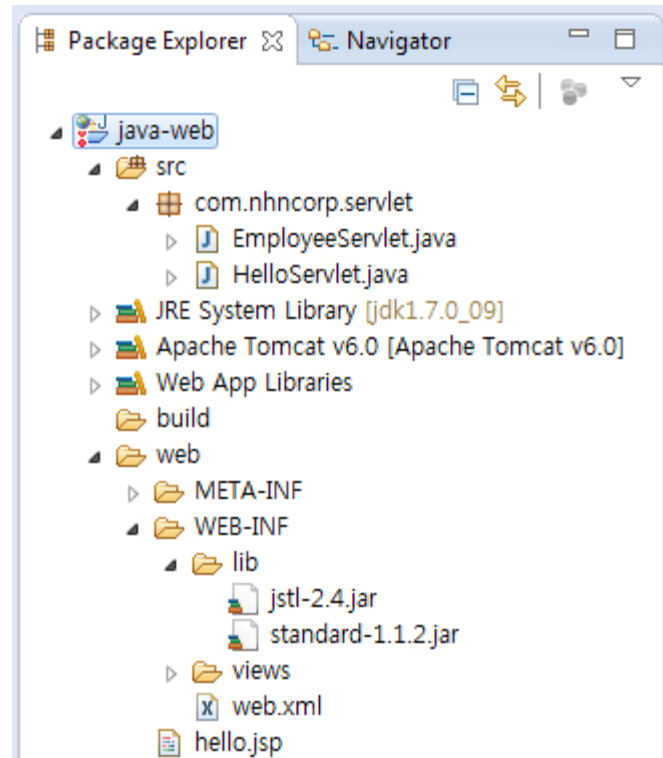 Package Explorer Navigator
java-web
src
com.nhncorp.servlet
EmployeeServlet.java
HelloServlet.java
JRE System Library [jdk1.7.0_09]
Apache Tomcat v6.0 [Apache Tomcat v6.0]
Web App Libraries
build
web
META-INF
WEB-INF
lib
jstl-2.4.jar
standard-1.1.2.jar
views
web.xml
hello.jsp